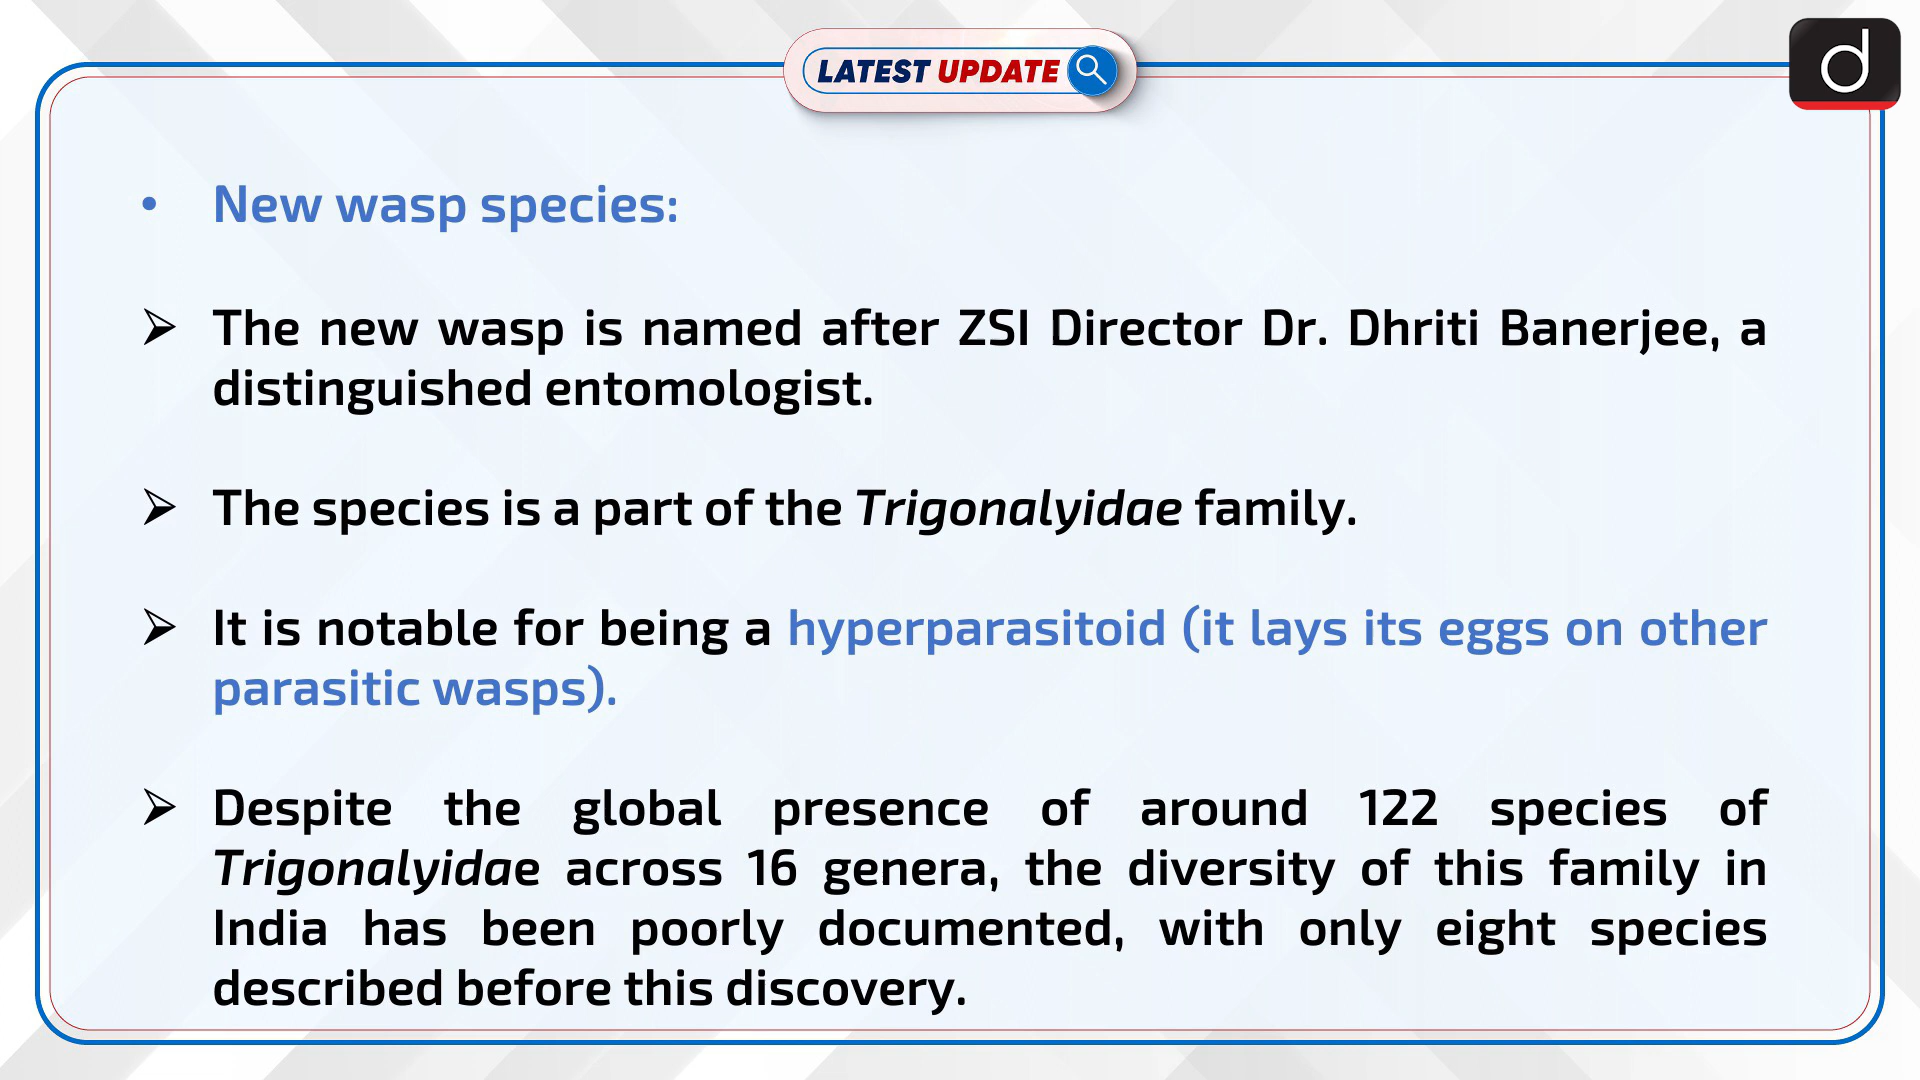 LATEST UPDATE
d
• New wasp species:
➢ The new wasp is named after ZSI Director Dr. Dhriti Banerjee, a
distinguished entomologist.
➢ The species is a part of the Trigonalyidae family.
➢ It is notable for being a hyperparasitoid (it lays its eggs on other
parasitic wasps).
➢ Despite the global presence of around 122 species of
Trigonalyidae across 16 genera, the diversity of this family in
India has been poorly documented, with only eight species
described before this discovery.